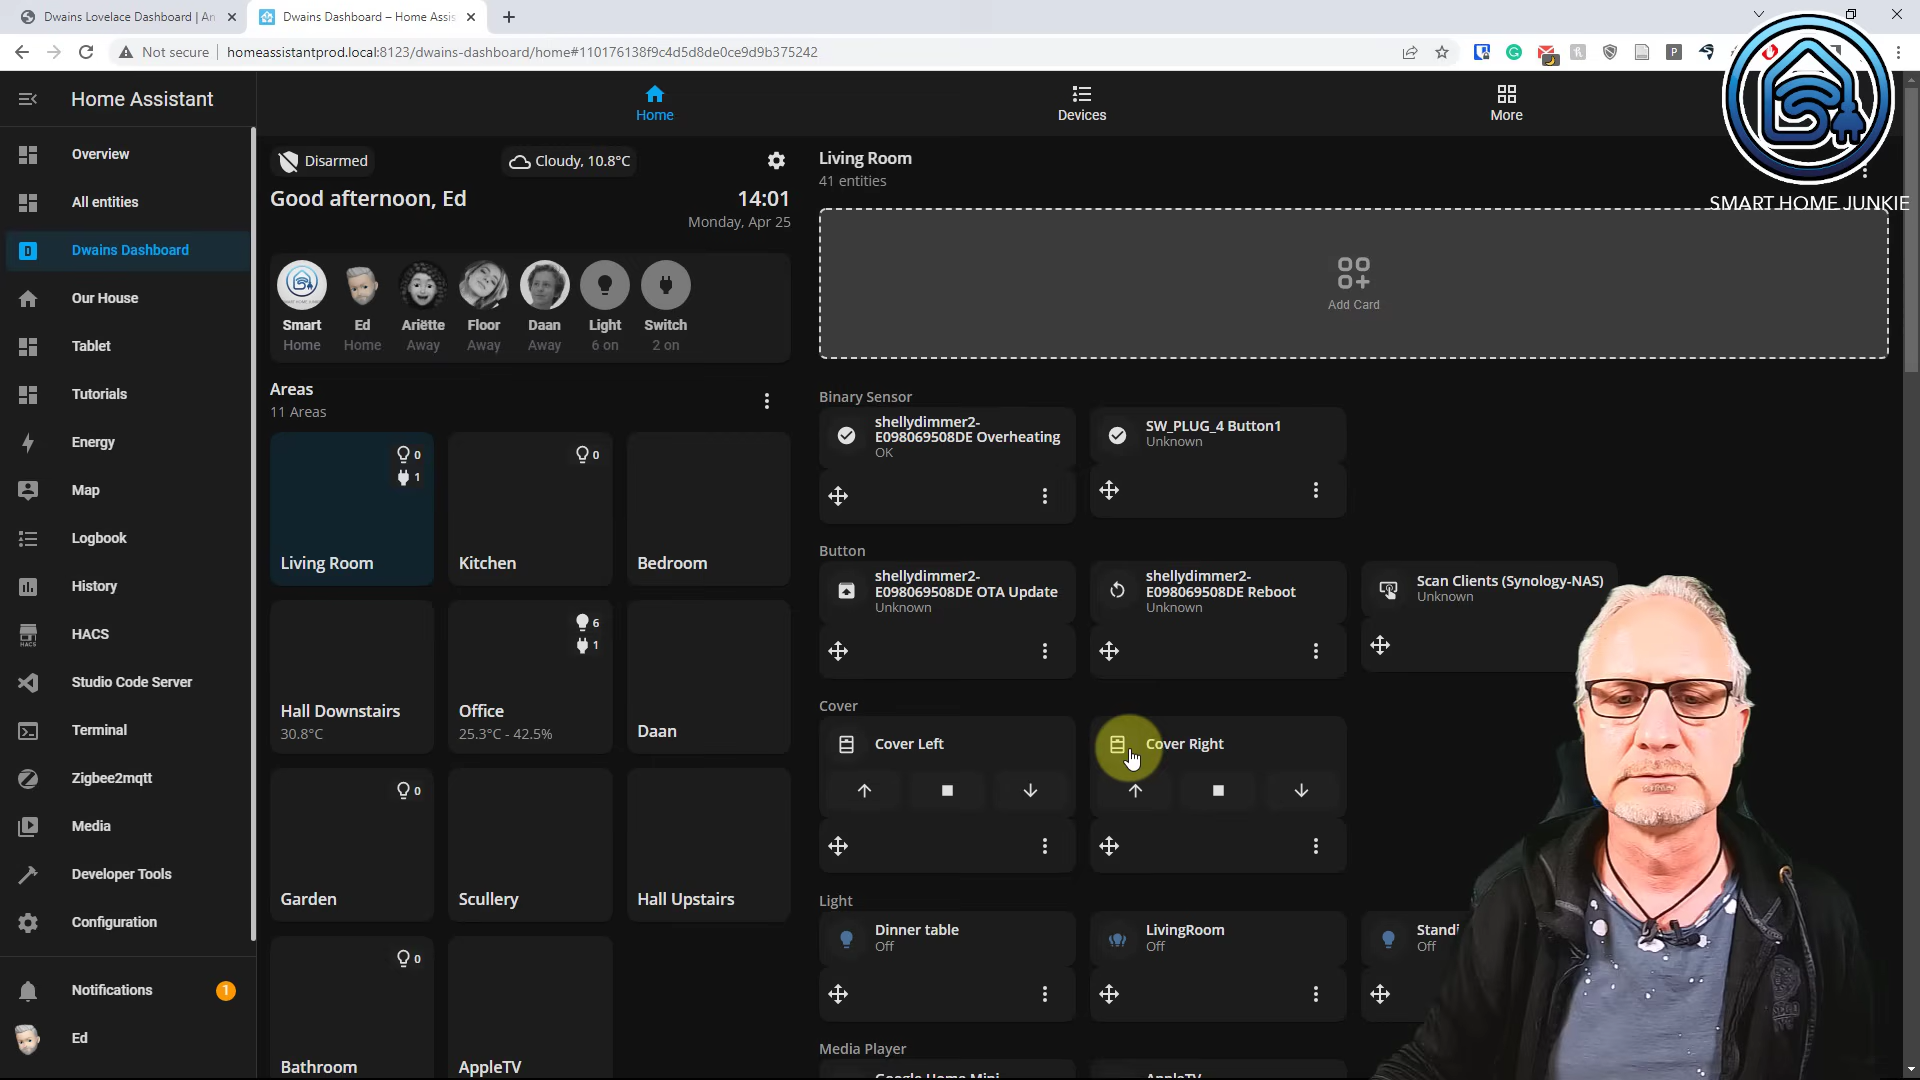 Dwains Lovelace Dashboard | An
Dwains Dashboard – Home Assis
Not secure
homeassistantprod.local:8123/dwains-dashboard/home#110176138f9c4d5d8de0ce9d9b375242
SMART HOME JUNKIE
Home Assistant
Overview
All entities
Dwains Dashboard
Our House
Tablet
Tutorials
Energy
Map
Logbook
History
HACS
HACS
Studio Code Server
Terminal
Zigbee2mqtt
Media
Developer Tools
Configuration
Notifications
1
Ed
Home
Devices
More
Disarmed
Cloudy, 10.8°C
Good afternoon, Ed
14:01
Monday, Apr 25
Smart
Home
Ed
Home
Ariëtte
Away
Floor
Away
Daan
Away
Light
6 on
Switch
2 on
Areas
11 Areas
0
1
Living Room
0
Kitchen
Bedroom
Hall Downstairs
30.8°C
6
1
Office
25.3°C - 42.5%
Daan
0
Garden
Scullery
Hall Upstairs
0
Bathroom
AppleTV
Living Room
41 entities
Add Card
Binary Sensor
shellydimmer2-
E098069508DE Overheating
OK
SW_PLUG_4 Button1
Unknown
Button
shellydimmer2-
E098069508DE OTA Update
Unknown
shellydimmer2-
E098069508DE Reboot
Unknown
Scan Clients (Synology-NAS)
Unknown
Cover
Cover Left
Cover Right
Light
Dinner table
Off
LivingRoom
Off
Standi
Off
Media Player
Google Home Mini
AppleTV